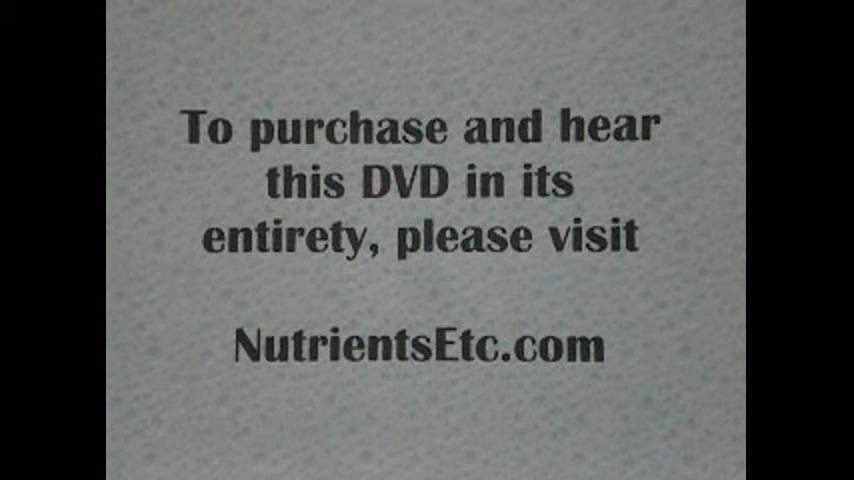 To purchase and hear
this DVD in its
entirety, please visit
NutrientsEtc.com